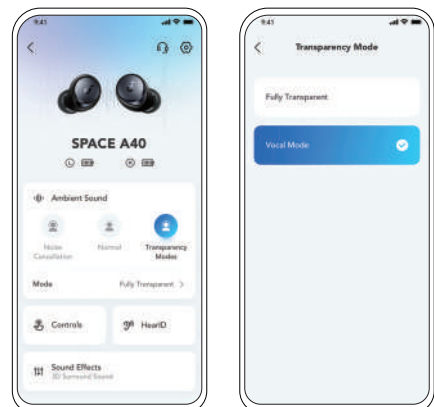 9:41
SPACE A40
L
R
Ambient Sound
Noise
Cancellation
Normal
Transparency
Modes
Mode
Fully Transparent >
Controls
HearID
Sound Effects
3D Surround Sound
9:41
Transparency Mode
Fully Transparent
Vocal Mode